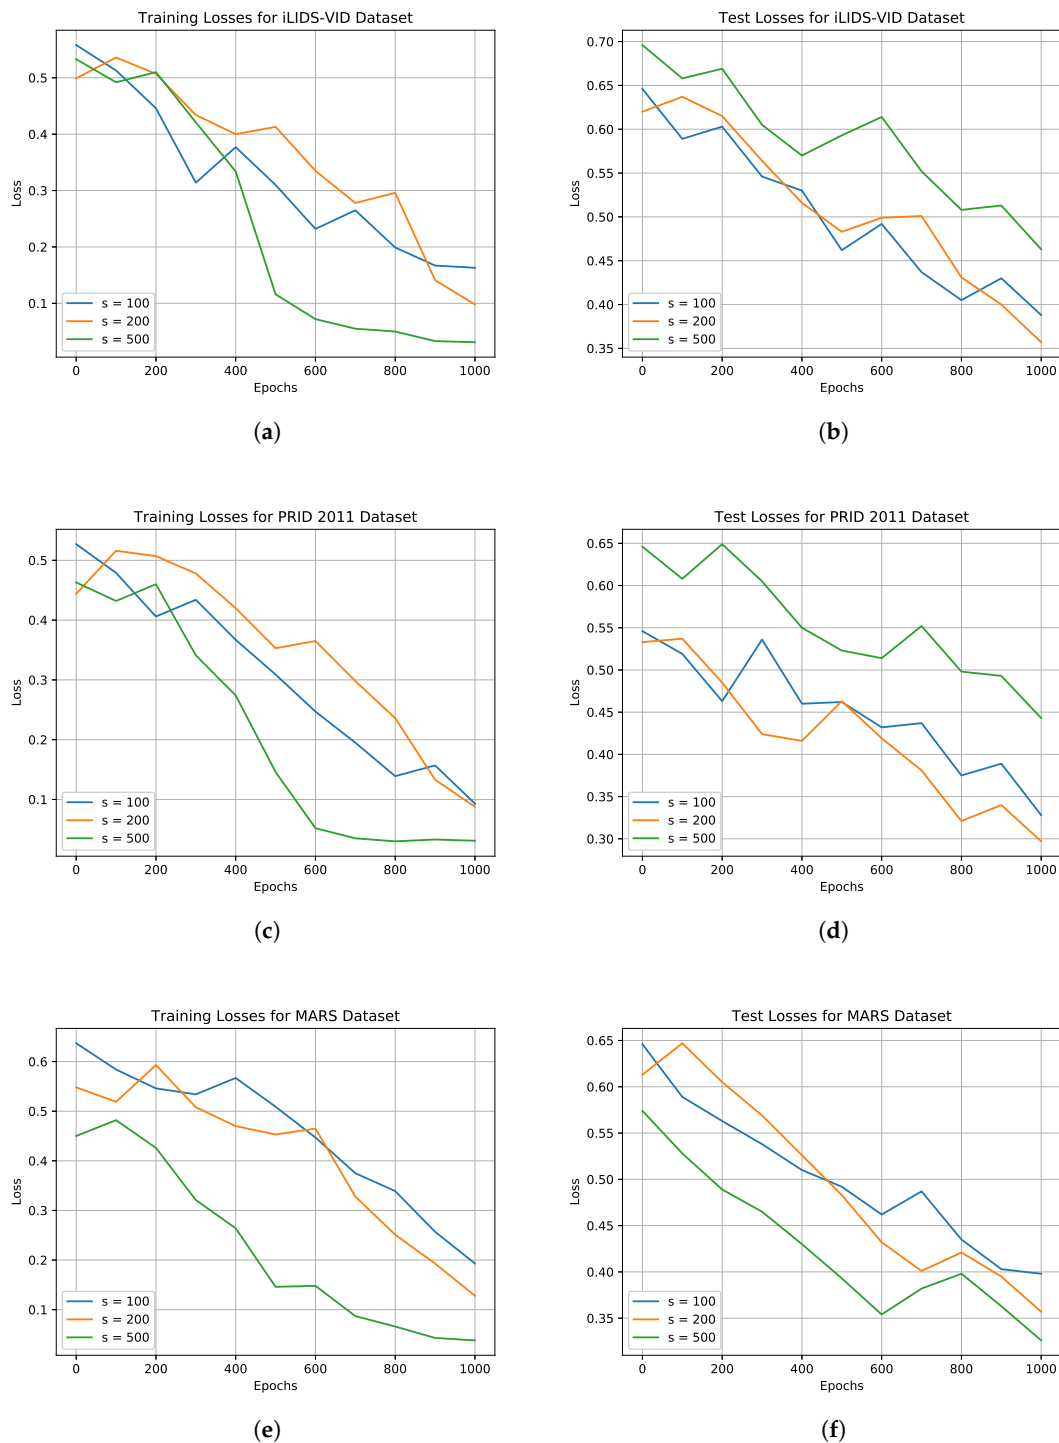 Training Losses for iLIDS-VID Dataset
0.5
0.4
0.3
0.2
0.1
Loss
s = 100
s = 200
s = 500
0 200 400 600 800 1000
Epochs
(a)
Test Losses for iLIDS-VID Dataset
0.70
0.65
0.60
0.55
0.50
0.45
0.40
0.35
Loss
s = 100
s = 200
s = 500
0 200 400 600 800 1000
Epochs
(b)
Training Losses for PRID 2011 Dataset
0.5
0.4
0.3
0.2
0.1
Loss
s = 100
s = 200
s = 500
0 200 400 600 800 1000
Epochs
(c)
Test Losses for PRID 2011 Dataset
0.65
0.60
0.55
0.50
0.45
0.40
0.35
0.30
Loss
s = 100
s = 200
s = 500
0 200 400 600 800 1000
Epochs
(d)
Training Losses for MARS Dataset
0.6
0.5
0.4
0.3
0.2
0.1
Loss
s = 100
s = 200
s = 500
0 200 400 600 800 1000
Epochs
(e)
Test Losses for MARS Dataset
0.65
0.60
0.55
0.50
0.45
0.40
0.35
Loss
s = 100
s = 200
s = 500
0 200 400 600 800 1000
Epochs
(f)